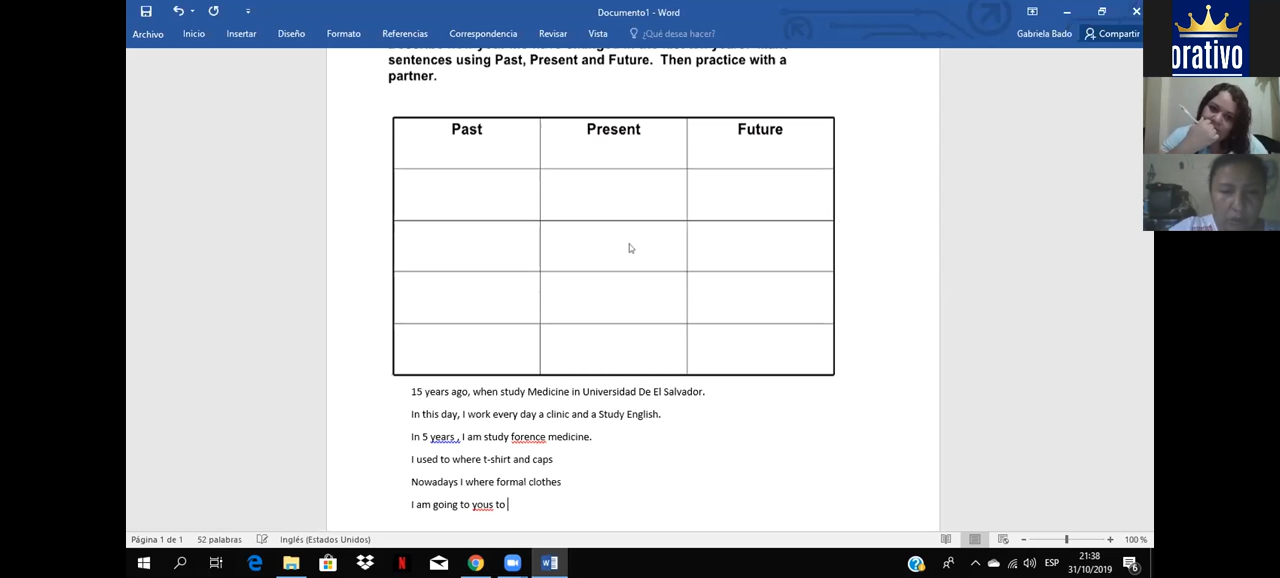 Documento1 - Word
Gabriela Bado
Compartir
Archivo
Inicio
Insertar
Diseño
Formato
Referencias
Correspondencia
Revisar
Vista
¿Qué desea hacer?
sentences using Past, Present and Future. Then practice with a
partner.
Past
Present
Future
15 years ago, when study Medicine in Universidad De El Salvador.
In this day, I work every day a clinic and a Study English.
In 5 years , I am study forence medicine.
I used to where t-shirt and caps
Nowadays I where formal clothes
I am going to yous to
Página 1 de 1
52 palabras
Inglés (Estados Unidos)
100 %
orativo
ESP
21:38
31/10/2019
6